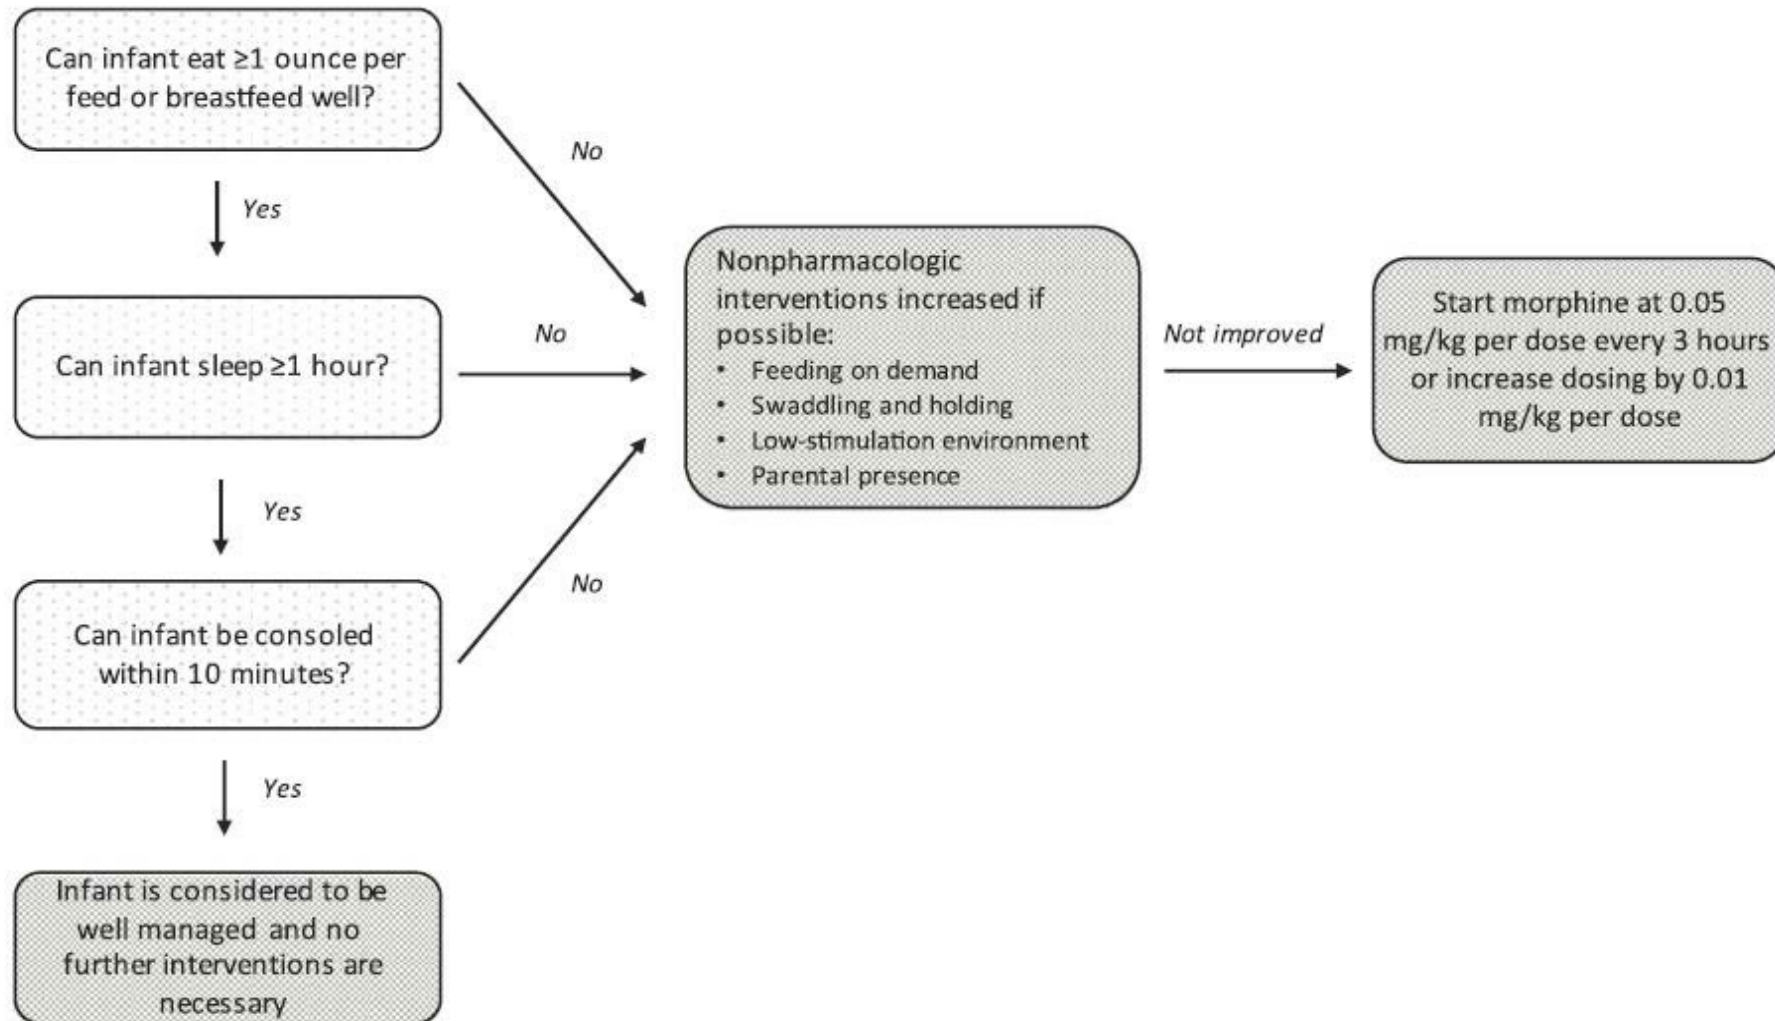 Can infant eat ≥1 ounce per
feed or breastfeed well?
No
Yes
Can infant sleep ≥1 hour?
No
Yes
Can infant be consoled
within 10 minutes?
No
Yes
Infant is considered to be
well managed and no
further interventions are
necessary
Nonpharmacologic
interventions increased if
possible:
• Feeding on demand
• Swaddling and holding
• Low-stimulation environment
• Parental presence
Not improved
Start morphine at 0.05
mg/kg per dose every 3 hours
or increase dosing by 0.01
mg/kg per dose